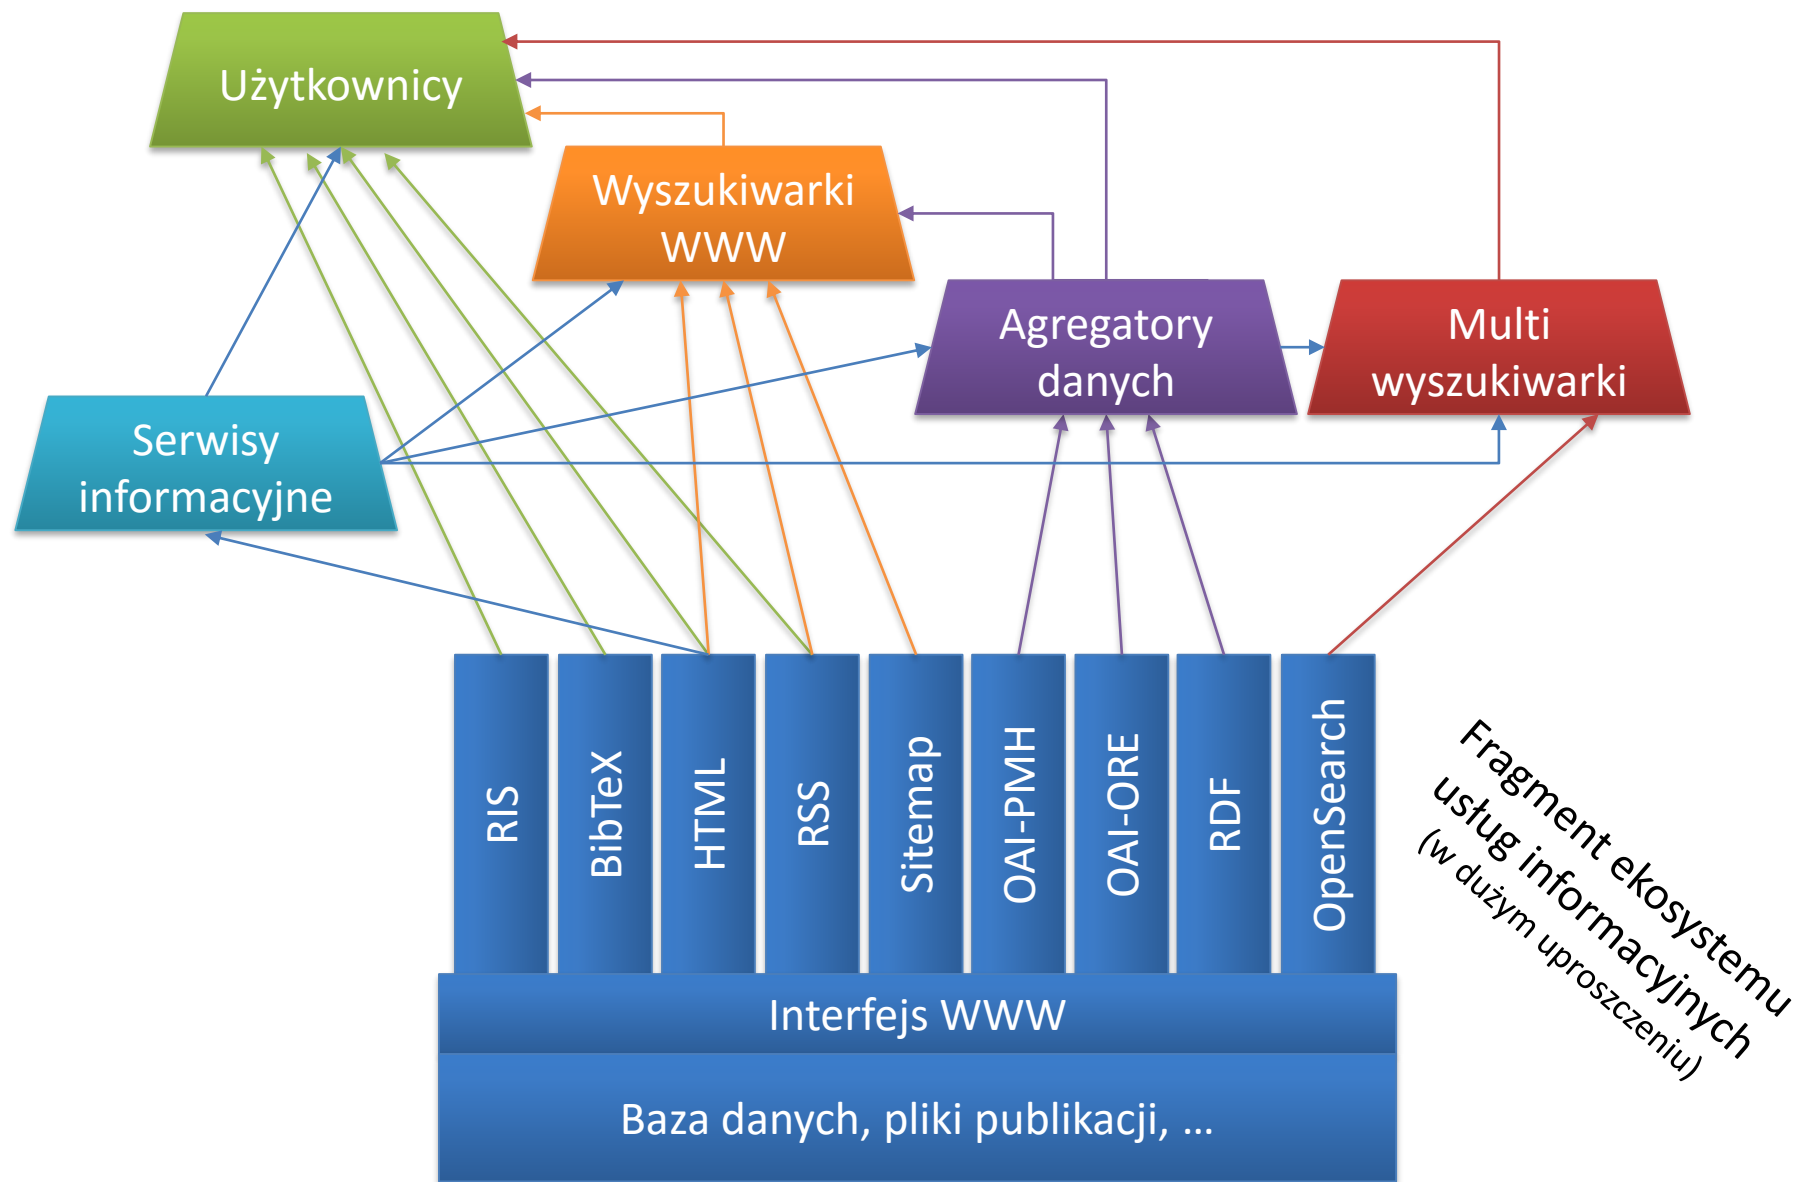 Użytkownicy
Wyszukiwarki
WWW
Agregatory
danych
Multi
wyszukiwarki
Serwisy
informacyjne
RIS
BibTeX
HTML
RSS
Sitemap
OAI-PMH
OAI-ORE
RDF
OpenSearch
Fragment ekosystemu
usług informacyjnych
(w dużym uproszczeniu)
Interfejs WWW
Baza danych, pliki publikacji, ...